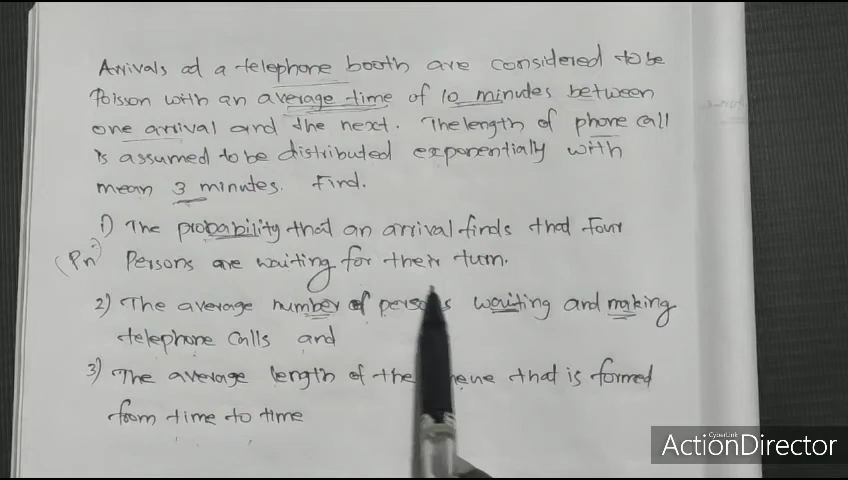 Arrivals at a telephone booth are considered to be
Poisson with an average time of 10 minutes between
one arrival and the next. The length of phone call
is assumed to be distributed exponentially with
mean 3 minutes. Find.
1) The probability that an arrival finds that four
(Pn) Persons are waiting for their turn.
2) The average number of persons waiting and making
telephone calls and
3) The average length of the that is formed
from time to time
CyberLink
ActionDirector